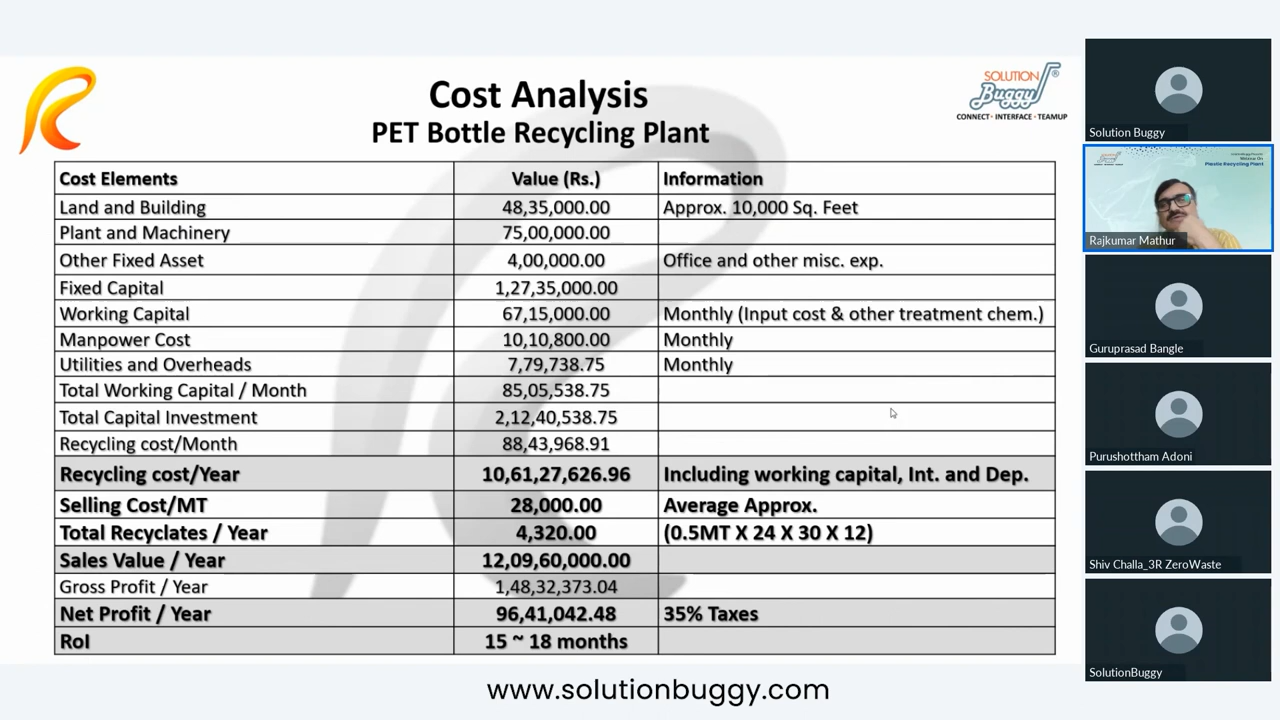 Cost Analysis
PET Bottle Recycling Plant
SOLUTION
Buggy
CONNECT · INTERFACE · TEAMUP
Cost Elements Value (Rs.) Information
Land and Building 48,35,000.00 Approx. 10,000 Sq. Feet
Plant and Machinery 75,00,000.00
Other Fixed Asset 4,00,000.00 Office and other misc. exp.
Fixed Capital 1,27,35,000.00
Working Capital 67,15,000.00 Monthly (Input cost & other treatment chem.)
Manpower Cost 10,10,800.00 Monthly
Utilities and Overheads 7,79,738.75 Monthly
Total Working Capital / Month 85,05,538.75
Total Capital Investment 2,12,40,538.75
Recycling cost/Month 88,43,968.91
Recycling cost/Year 10,61,27,626.96 Including working capital, Int. and Dep.
Selling Cost/MT 28,000.00 Average Approx.
Total Recyclates / Year 4,320.00 (0.5MT X 24 X 30 X 12)
Sales Value / Year 12,09,60,000.00
Gross Profit / Year 1,48,32,373.04
Net Profit / Year 96,41,042.48 35% Taxes
RoI 15 ~ 18 months
www.solutionbuggy.com
Solution Buggy
Webinar On
Plastic Recycling Plant
Rajkumar Mathur
Guruprasad Bangle
Purushottham Adoni
Shiv Challa_3R ZeroWaste
SolutionBuggy